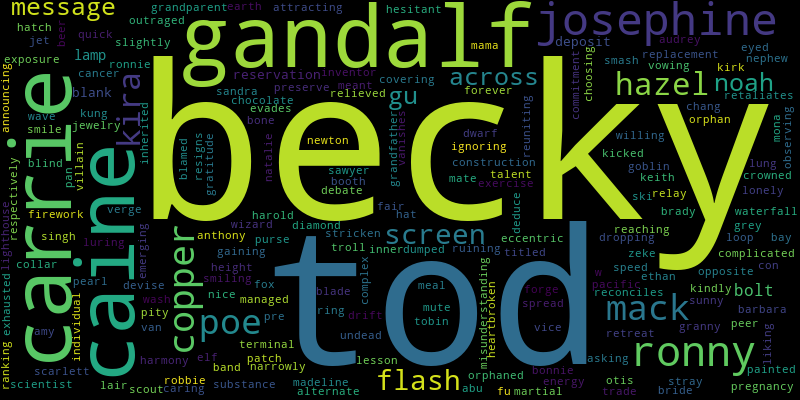 message
grandparent
earth
attracting
hesitant
gandalf
josephine
hatch
outraged
beer
quick
mama
audrey
jet
slightly
deposit
eyed
exposure
lamp
ronnie
smash
replacement
nephew
cancer
reservation
inventor
covering
across
choosing
vowing
kirk
blank
sandra
preserve
meant
relieved
forever
hazel
noah
kira
chocolate
gu
commitment
retaliates
wave
kung
evades
becky
chang
orphan
announcing
jewelry
bone
newton
ignoring
dwarf
reuniting
willing
mona
observing
smile
inherited
blamed
resigns
gratitude
natalie
grandfather
vanishes
construction
kicked
lung
blind
pan
villain
sawyer
mate
talent
goblin
crowned
carrie
caine
booth
exercise
keith
lonely
respectively
debate
ski
relay
firework
verge
harold
fair
hat
deduce
brady
waterfall
singh
anthony
purse
diamond
tod
screen
eccentric
reaching
grey
lighthouse
luring
emerging
copper
wizard
stricken
dropping
loop
bay
collar
gaining
troll
inner
dumped
ruining
titled
zeke
complicated
pearl
devise
height
smiling
fox
complex
misunderstanding
speed
ethan
opposite
con
exhausted
individual
wash
nice
managed
blade
meal
forge
w
pacific
reconciles
kindly
bolt
pity
poe
pre
ring
drift
mute
heartbroken
spread
mack
sunny
barbara
amy
van
undead
tobin
vice
granny
peer
liking
harmony
elf
terminal
lesson
retreat
ronny
ranking
scarlett
patch
asking
painted
scientist
lair
robbie
band
narrowly
flash
orphaned
bonnie
energy
otis
stray
pregnancy
scout
caring
substance
madeline
alternate
abu
fu
martial
trade
bride